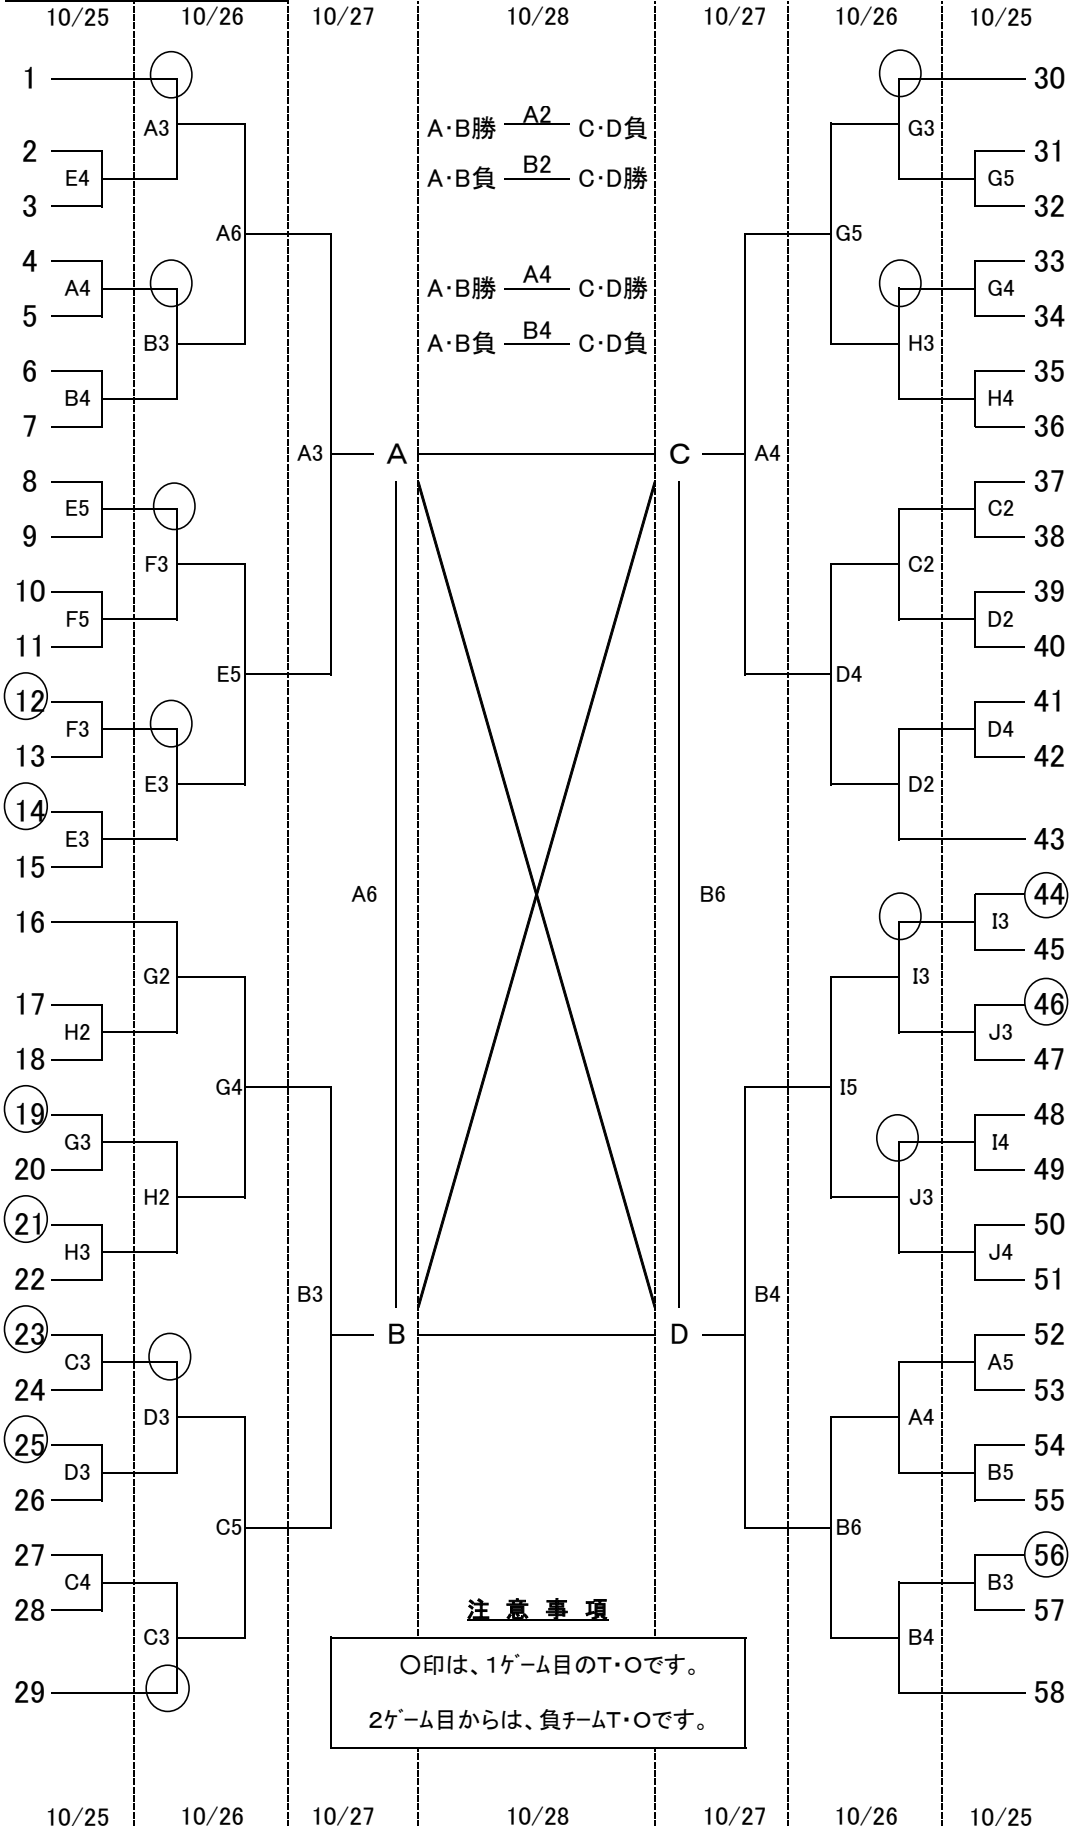 10/25 10/26 10/27 10/28 10/27 10/26 10/25
1 30
A・B勝 A2 C・D負
A3 G3
2 31
E4 A・B負 B2 C・D勝 G5
3 32
A6 G5
4 33
A4 A・B勝 A4 C・D勝 G4
5 34
B3 A・B負 B4 C・D負 H3
6 35
B4 H4
7 36
A3 A C A4
8 37
E5 C2
9 38
F3 C2
10 39
F5 D2
11 40
E5 D4
12 41
F3 D4
13 42
E3 D2
14
E3 43
15
A6 B6
16 44
I3
45
G2 I3
17 46
H2 J3
18 47
G4 I5
19 48
G3 I4
20 49
H2 J3
21 50
H3 J4
22 51
B3 B4
23 B D 52
C3 A5
24 53
D3 A4
25 54
D3 B5
26 55
C5 B6
27 56
C4 B3
28 注意事項 57
C3 B4
〇印は、1ｹﾞｰﾑ目のT・Oです。
29 58
2ｹﾞｰﾑ目からは、負ﾁｰﾑT・Oです。
10/25 10/26 10/27 10/28 10/27 10/26 10/25